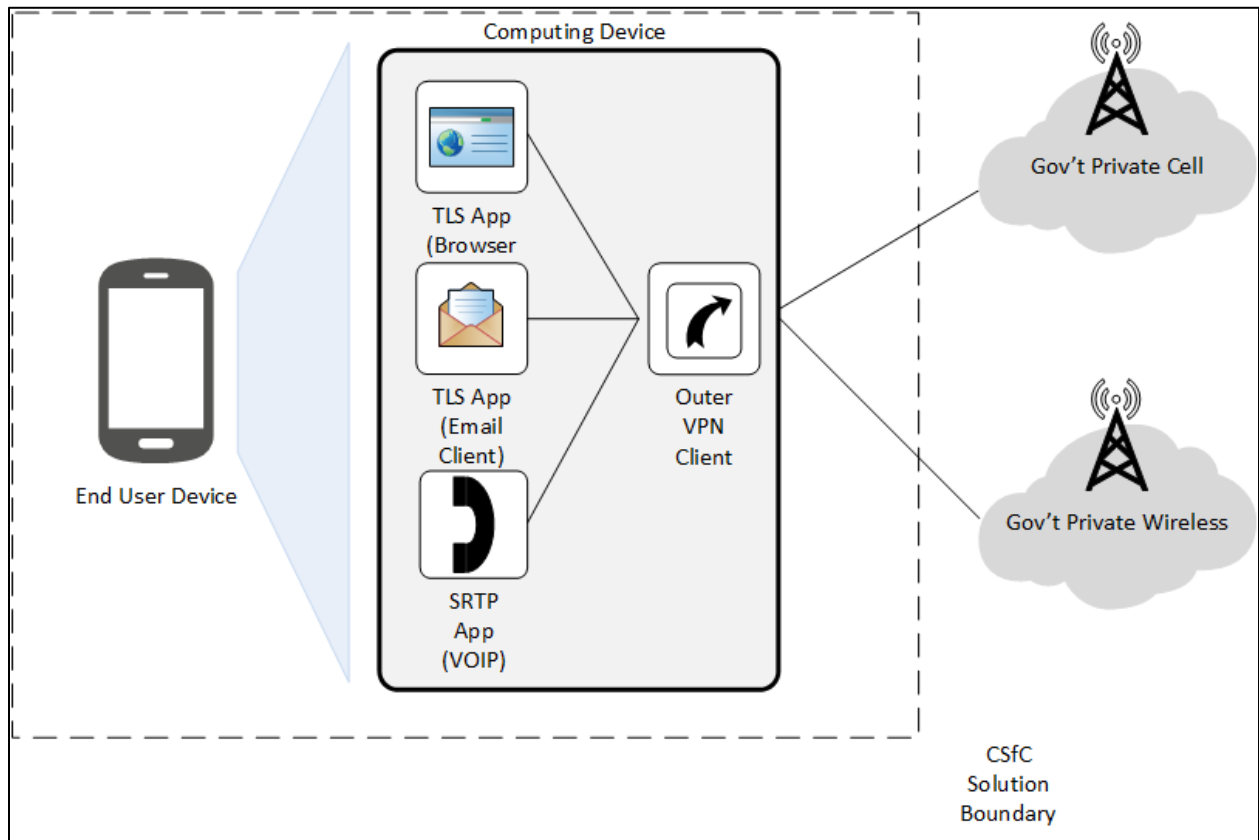 Computing Device
TLS App
(Browser
TLS App
(Email
Client)
SRTP
App
(VOIP)
Outer
VPN
Client
End User Device
Gov't Private Cell
Gov't Private Wireless
CSfC
Solution
Boundary